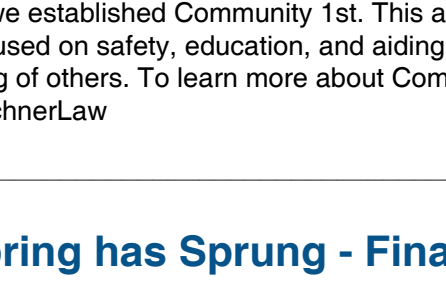 we established Community 1st. This a
used on safety, education, and aiding
g of others. To learn more about Com
chnerLaw
pring has Sprung - Fina